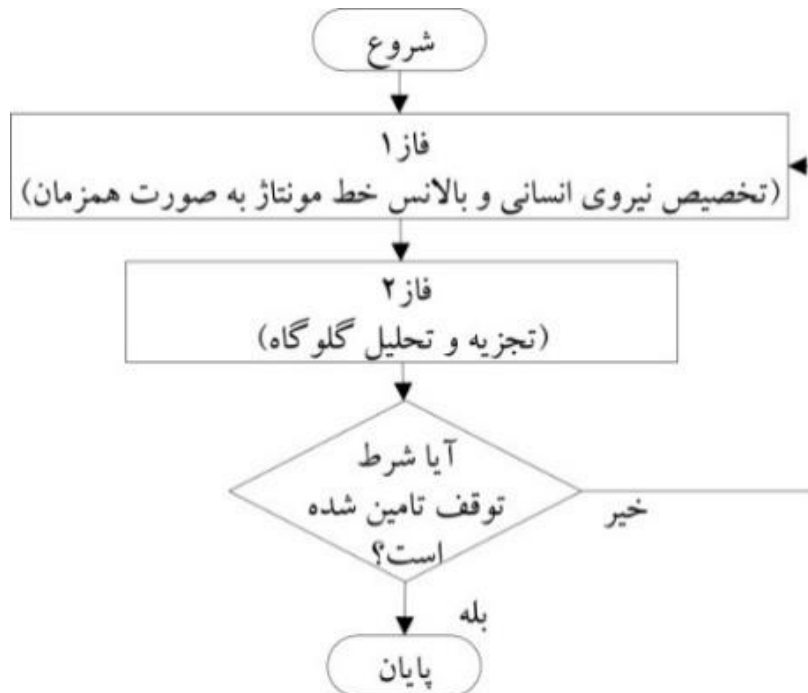 شروع
فاز۱
(تخصیص نیروی انسانی و بالانس خط مونتاژ به صورت همزمان)
فاز۲
(تجزیه و تحلیل گلوگاه)
آیا شرط
توقف تامین شده
است؟
خیر
بله
پایان